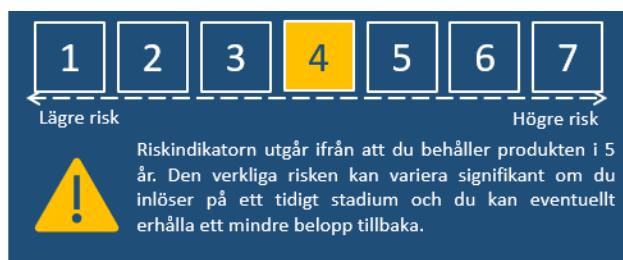 1 2 3 4 5 6 7
Lägre risk Högre risk
Riskindikatorn utgår ifrån att du behåller produkten i 5
år. Den verkliga risken kan variera signifikant om du
inlöser på ett tidigt stadium och du kan eventuellt
erhålla ett mindre belopp tillbaka.